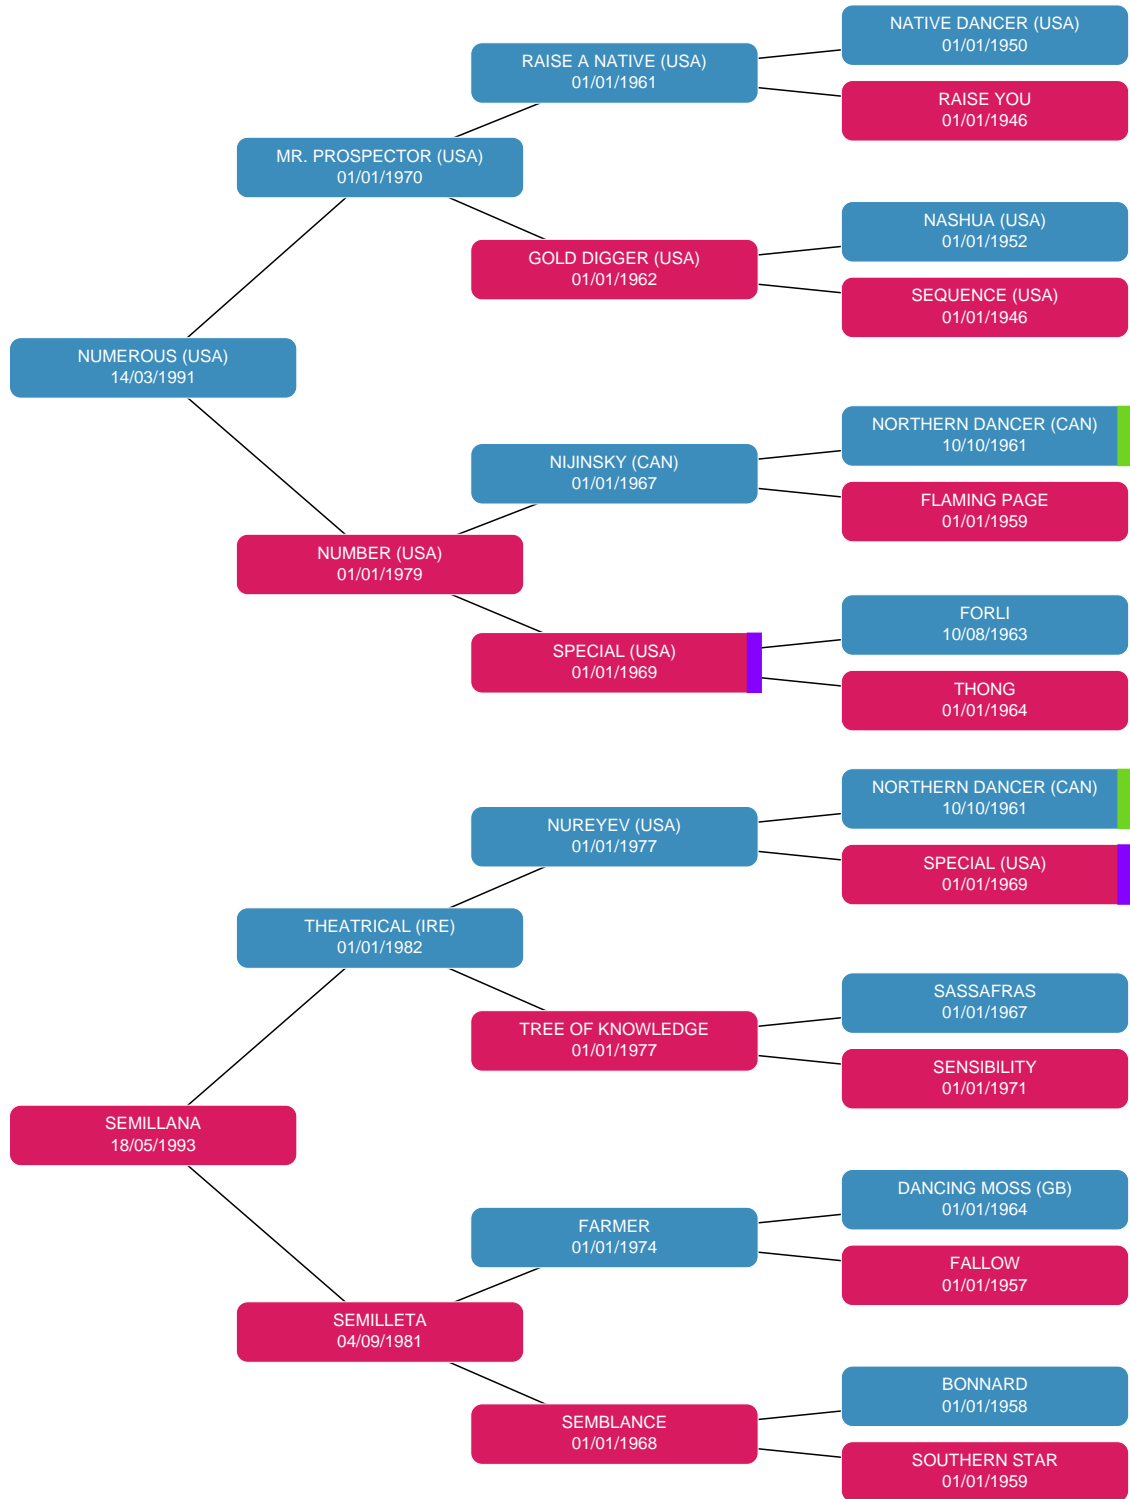 NATIVE DANCER (USA)
01/01/1950
RAISE A NATIVE (USA)
01/01/1961
RAISE YOU
01/01/1946
MR. PROSPECTOR (USA)
01/01/1970
NASHUA (USA)
01/01/1952
GOLD DIGGER (USA)
01/01/1962
SEQUENCE (USA)
01/01/1946
NUMEROUS (USA)
14/03/1991
NORTHERN DANCER (CAN)
10/10/1961
NIJINSKY (CAN)
01/01/1967
FLAMING PAGE
01/01/1959
NUMBER (USA)
01/01/1979
FORLI
10/08/1963
SPECIAL (USA)
01/01/1969
THONG
01/01/1964
NORTHERN DANCER (CAN)
10/10/1961
NUREYEV (USA)
01/01/1977
SPECIAL (USA)
01/01/1969
THEATRICAL (IRE)
01/01/1982
SASSAFRAS
01/01/1967
TREE OF KNOWLEDGE
01/01/1977
SENSIBILITY
01/01/1971
SEMILLANA
18/05/1993
DANCING MOSS (GB)
01/01/1964
FARMER
01/01/1974
FALLOW
01/01/1957
SEMILLETA
04/09/1981
BONNARD
01/01/1958
SEMBLANCE
01/01/1968
SOUTHERN STAR
01/01/1959